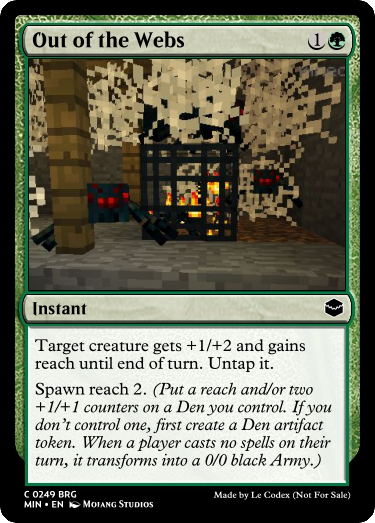 Out of the Webs 1
Instant
Target creature gets +1/+2 and gains
reach until end of turn. Untap it.
Spawn reach 2. (Put a reach and/or two
+1/+1 counters on a Den you control. If you
don't control one, first create a Den artifact
token. When a player casts no spells on their
turn, it transforms into a 0/0 black Army.)
C 0249 BRG
MIN • EN Mojang Studios
Made by Le Codex (Not For Sale)